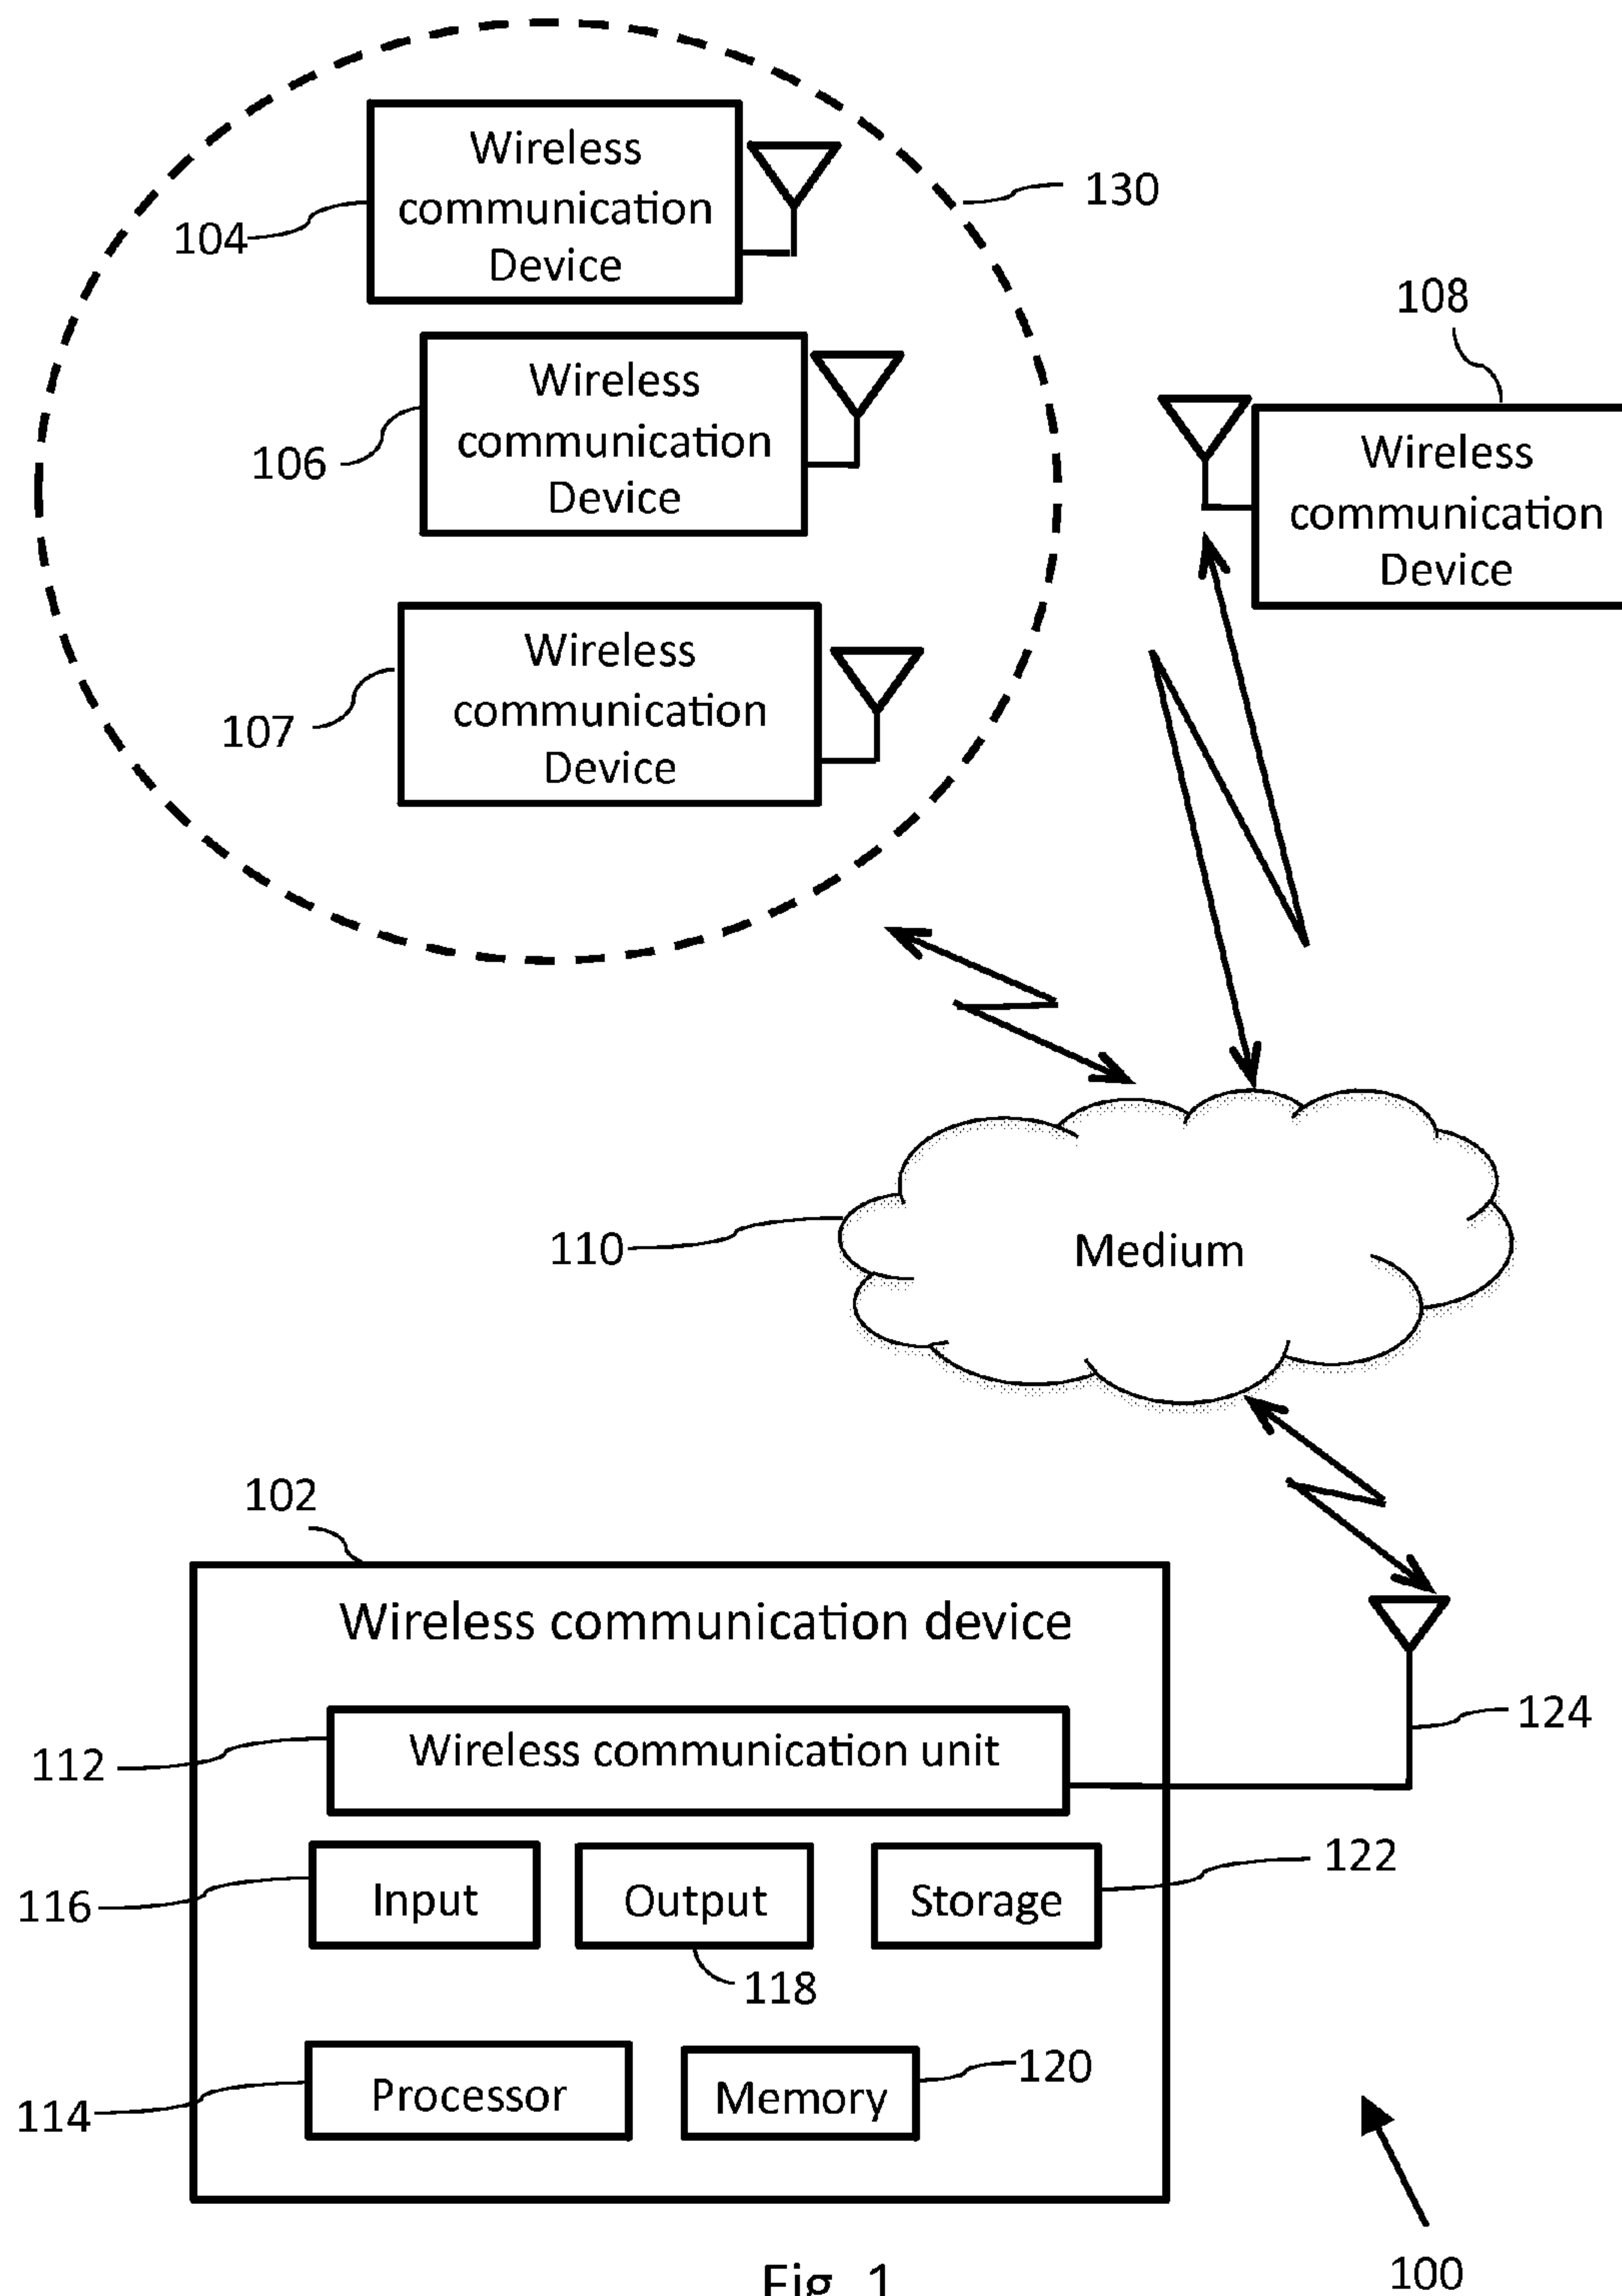 Wireless
communication
Device
104
130
108
Wireless
communication
Device
106
Wireless
communication
Device
Wireless
communication
Device
107
110
Medium
102
Wireless communication device
112
Wireless communication unit
124
116
Input
Output
Storage
122
118
114
Processor
Memory
120
100
Fig. 1